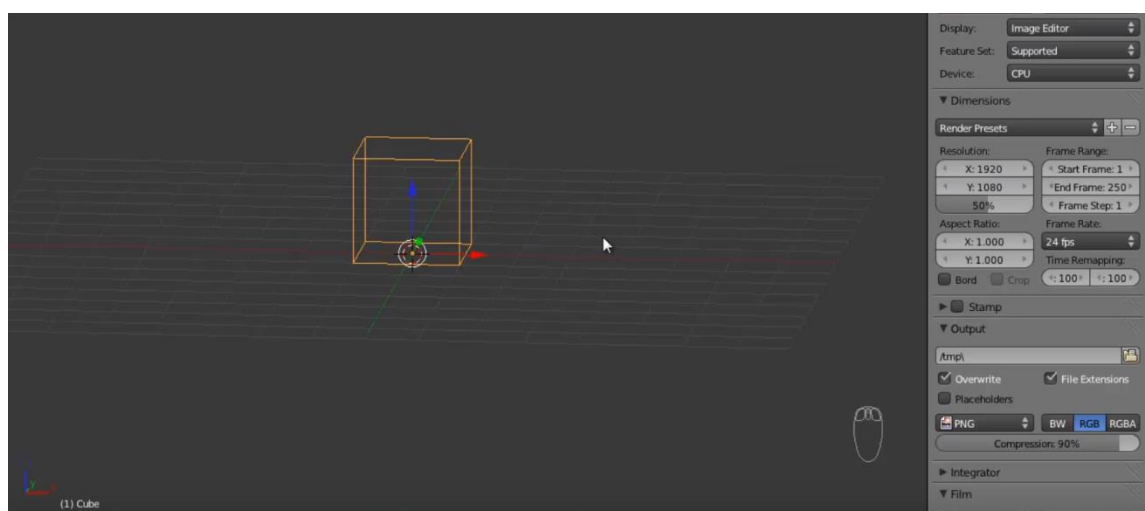 Display: Image Editor
Feature Set: Supported
Device: CPU
Dimensions
Render Presets
Resolution: Frame Range:
X: 1920 Start Frame: 1
Y: 1080 End Frame: 250
50% Frame Step: 1
Aspect Ratio: Frame Rate:
X: 1.000 24 fps
Y: 1.000 Time Remapping:
Bord Crop : 100 : 100
Stamp
Output
/tmp\
Overwrite File Extensions
Placeholders
PNG BW RGB RGBA
Compression: 90%
Integrator
Film
y
(1) Cube